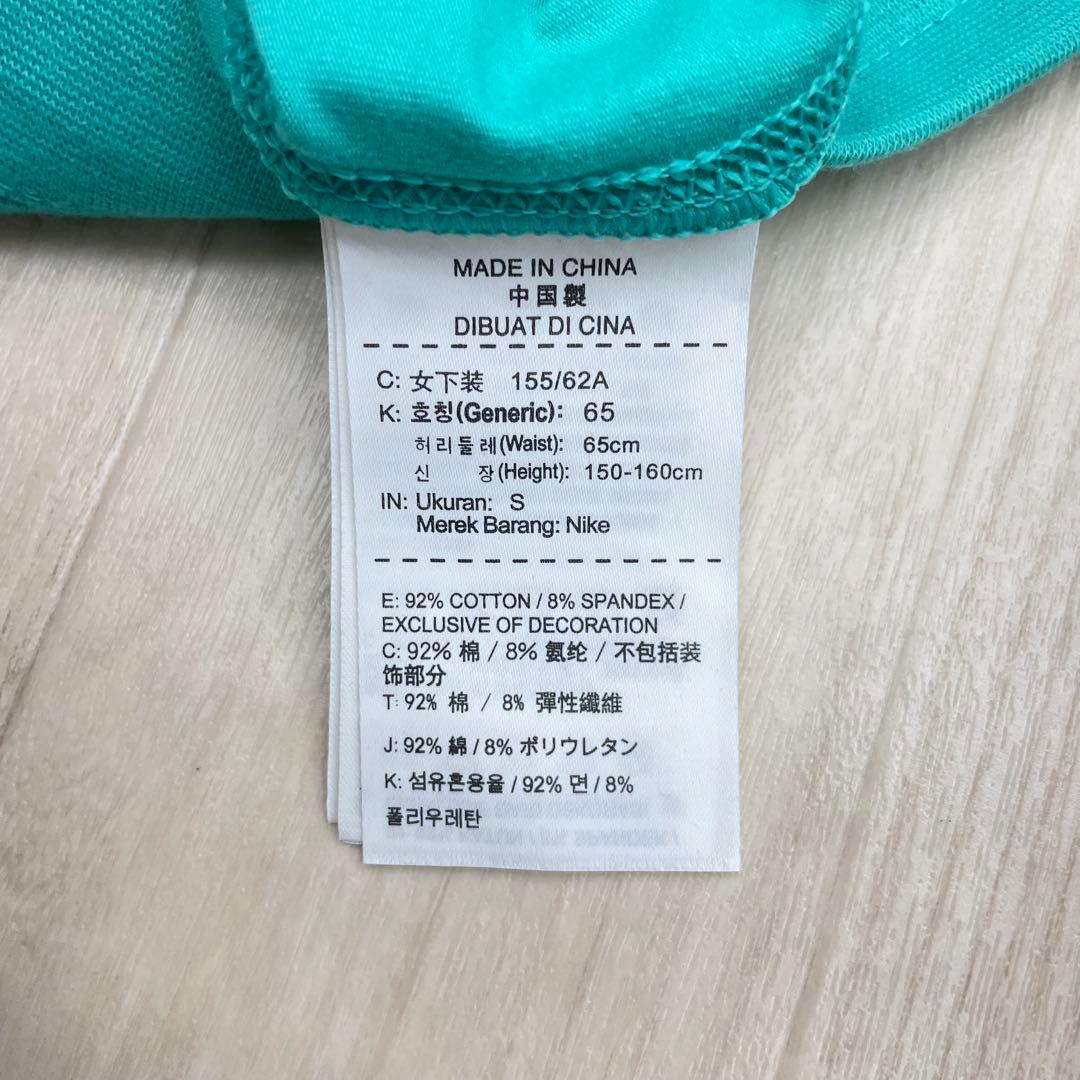 MADE IN CHINA
中国製
DIBUAT DI CINA
C: 女下装 155/62A
K: 호칭(Generic): 65
허리둘레(Waist): 65cm
신 장(Height): 150-160cm
IN: Ukuran: S
Merek Barang: Nike
E: 92% COTTON / 8% SPANDEX /
EXCLUSIVE OF DECORATION
C: 92% 棉 / 8% 氨纶 / 不包括装
饰部分
T: 92% 棉 / 8% 彈性纖維
J: 92% 綿 / 8% ポリウレタン
K: 섬유혼용율 / 92% 면 / 8%
폴리우레탄